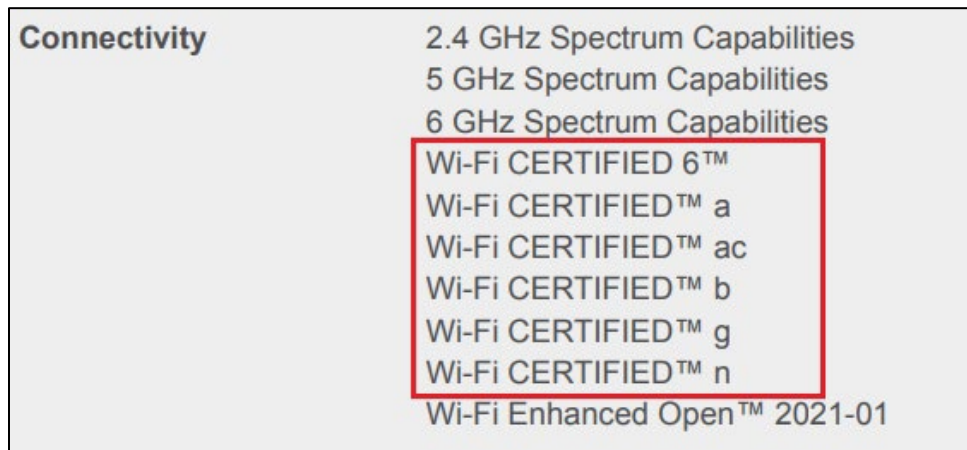 Connectivity
2.4 GHz Spectrum Capabilities
5 GHz Spectrum Capabilities
6 GHz Spectrum Capabilities
Wi-Fi CERTIFIED 6™
Wi-Fi CERTIFIED™ a
Wi-Fi CERTIFIED™ ac
Wi-Fi CERTIFIED™ b
Wi-Fi CERTIFIED™ g
Wi-Fi CERTIFIED™ n
Wi-Fi Enhanced Open™ 2021-01